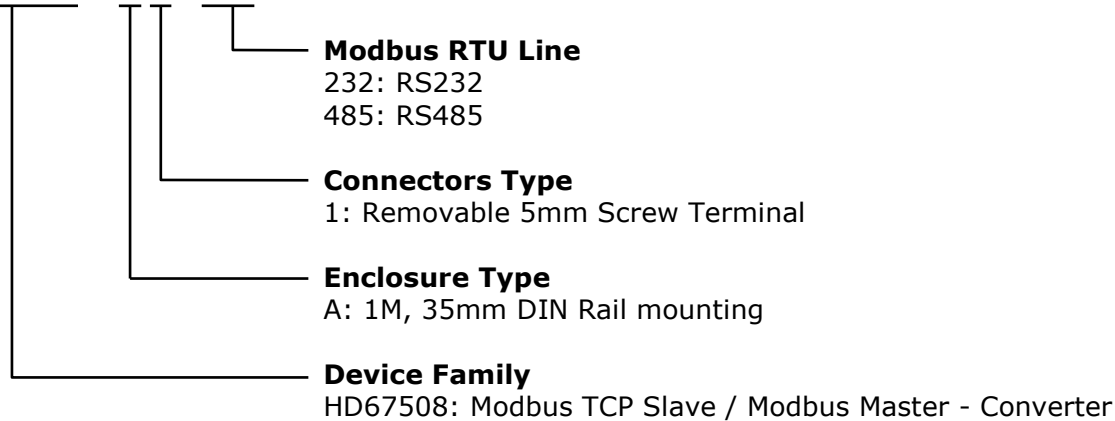 Modbus RTU Line
232: RS232
485: RS485
Connectors Type
1: Removable 5mm Screw Terminal
Enclosure Type
A: 1M, 35mm DIN Rail mounting
Device Family
HD67508: Modbus TCP Slave / Modbus Master - Converter